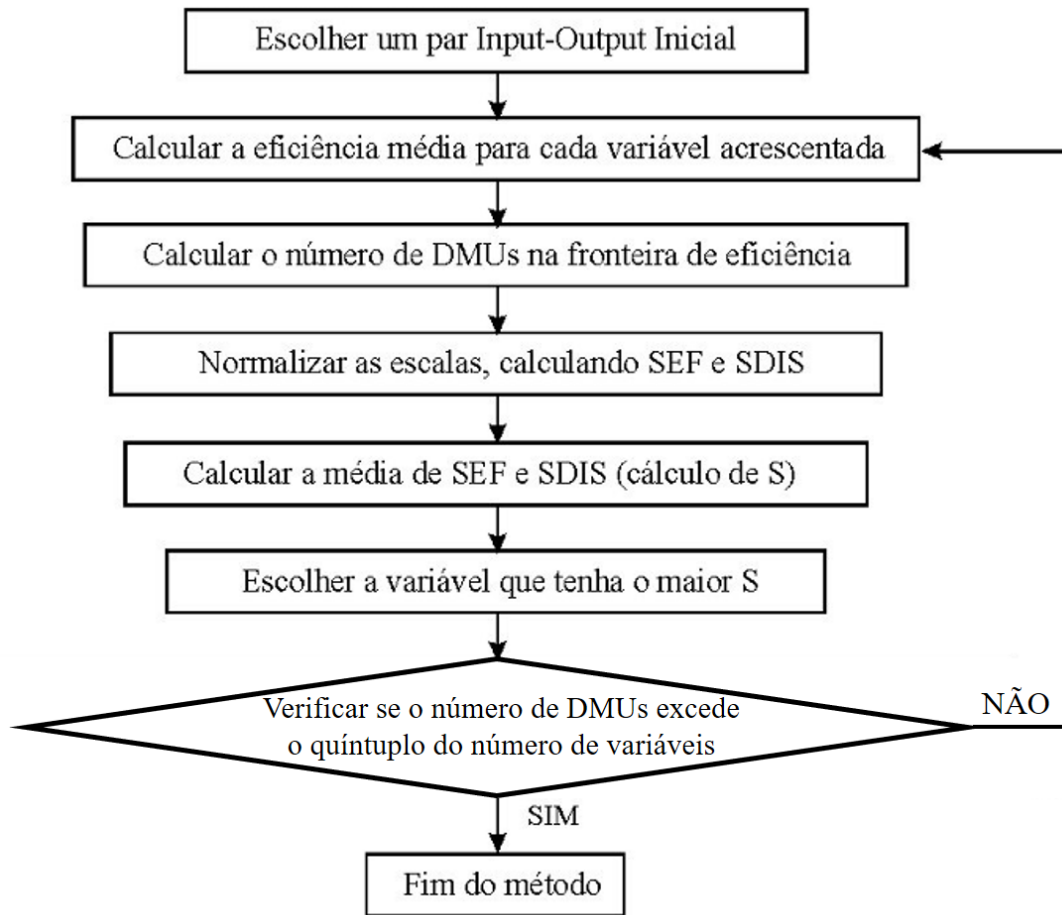 Escolher um par Input-Output Inicial
Calcular a eficiência média para cada variável acrescentada
Calcular o número de DMUs na fronteira de eficiência
Normalizar as escalas, calculando SEF e SDIS
Calcular a média de SEF e SDIS (cálculo de S)
Escolher a variável que tenha o maior S
Verificar se o número de DMUs excede
o quíntuplo do número de variáveis
NÃO
SIM
Fim do método